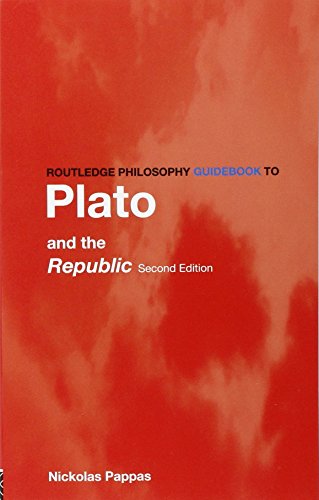 ROUTLEDGE PHILOSOPHY GUIDEBOOK TO
Plato
and the
Republic Second Edition
Nickolas Pappas